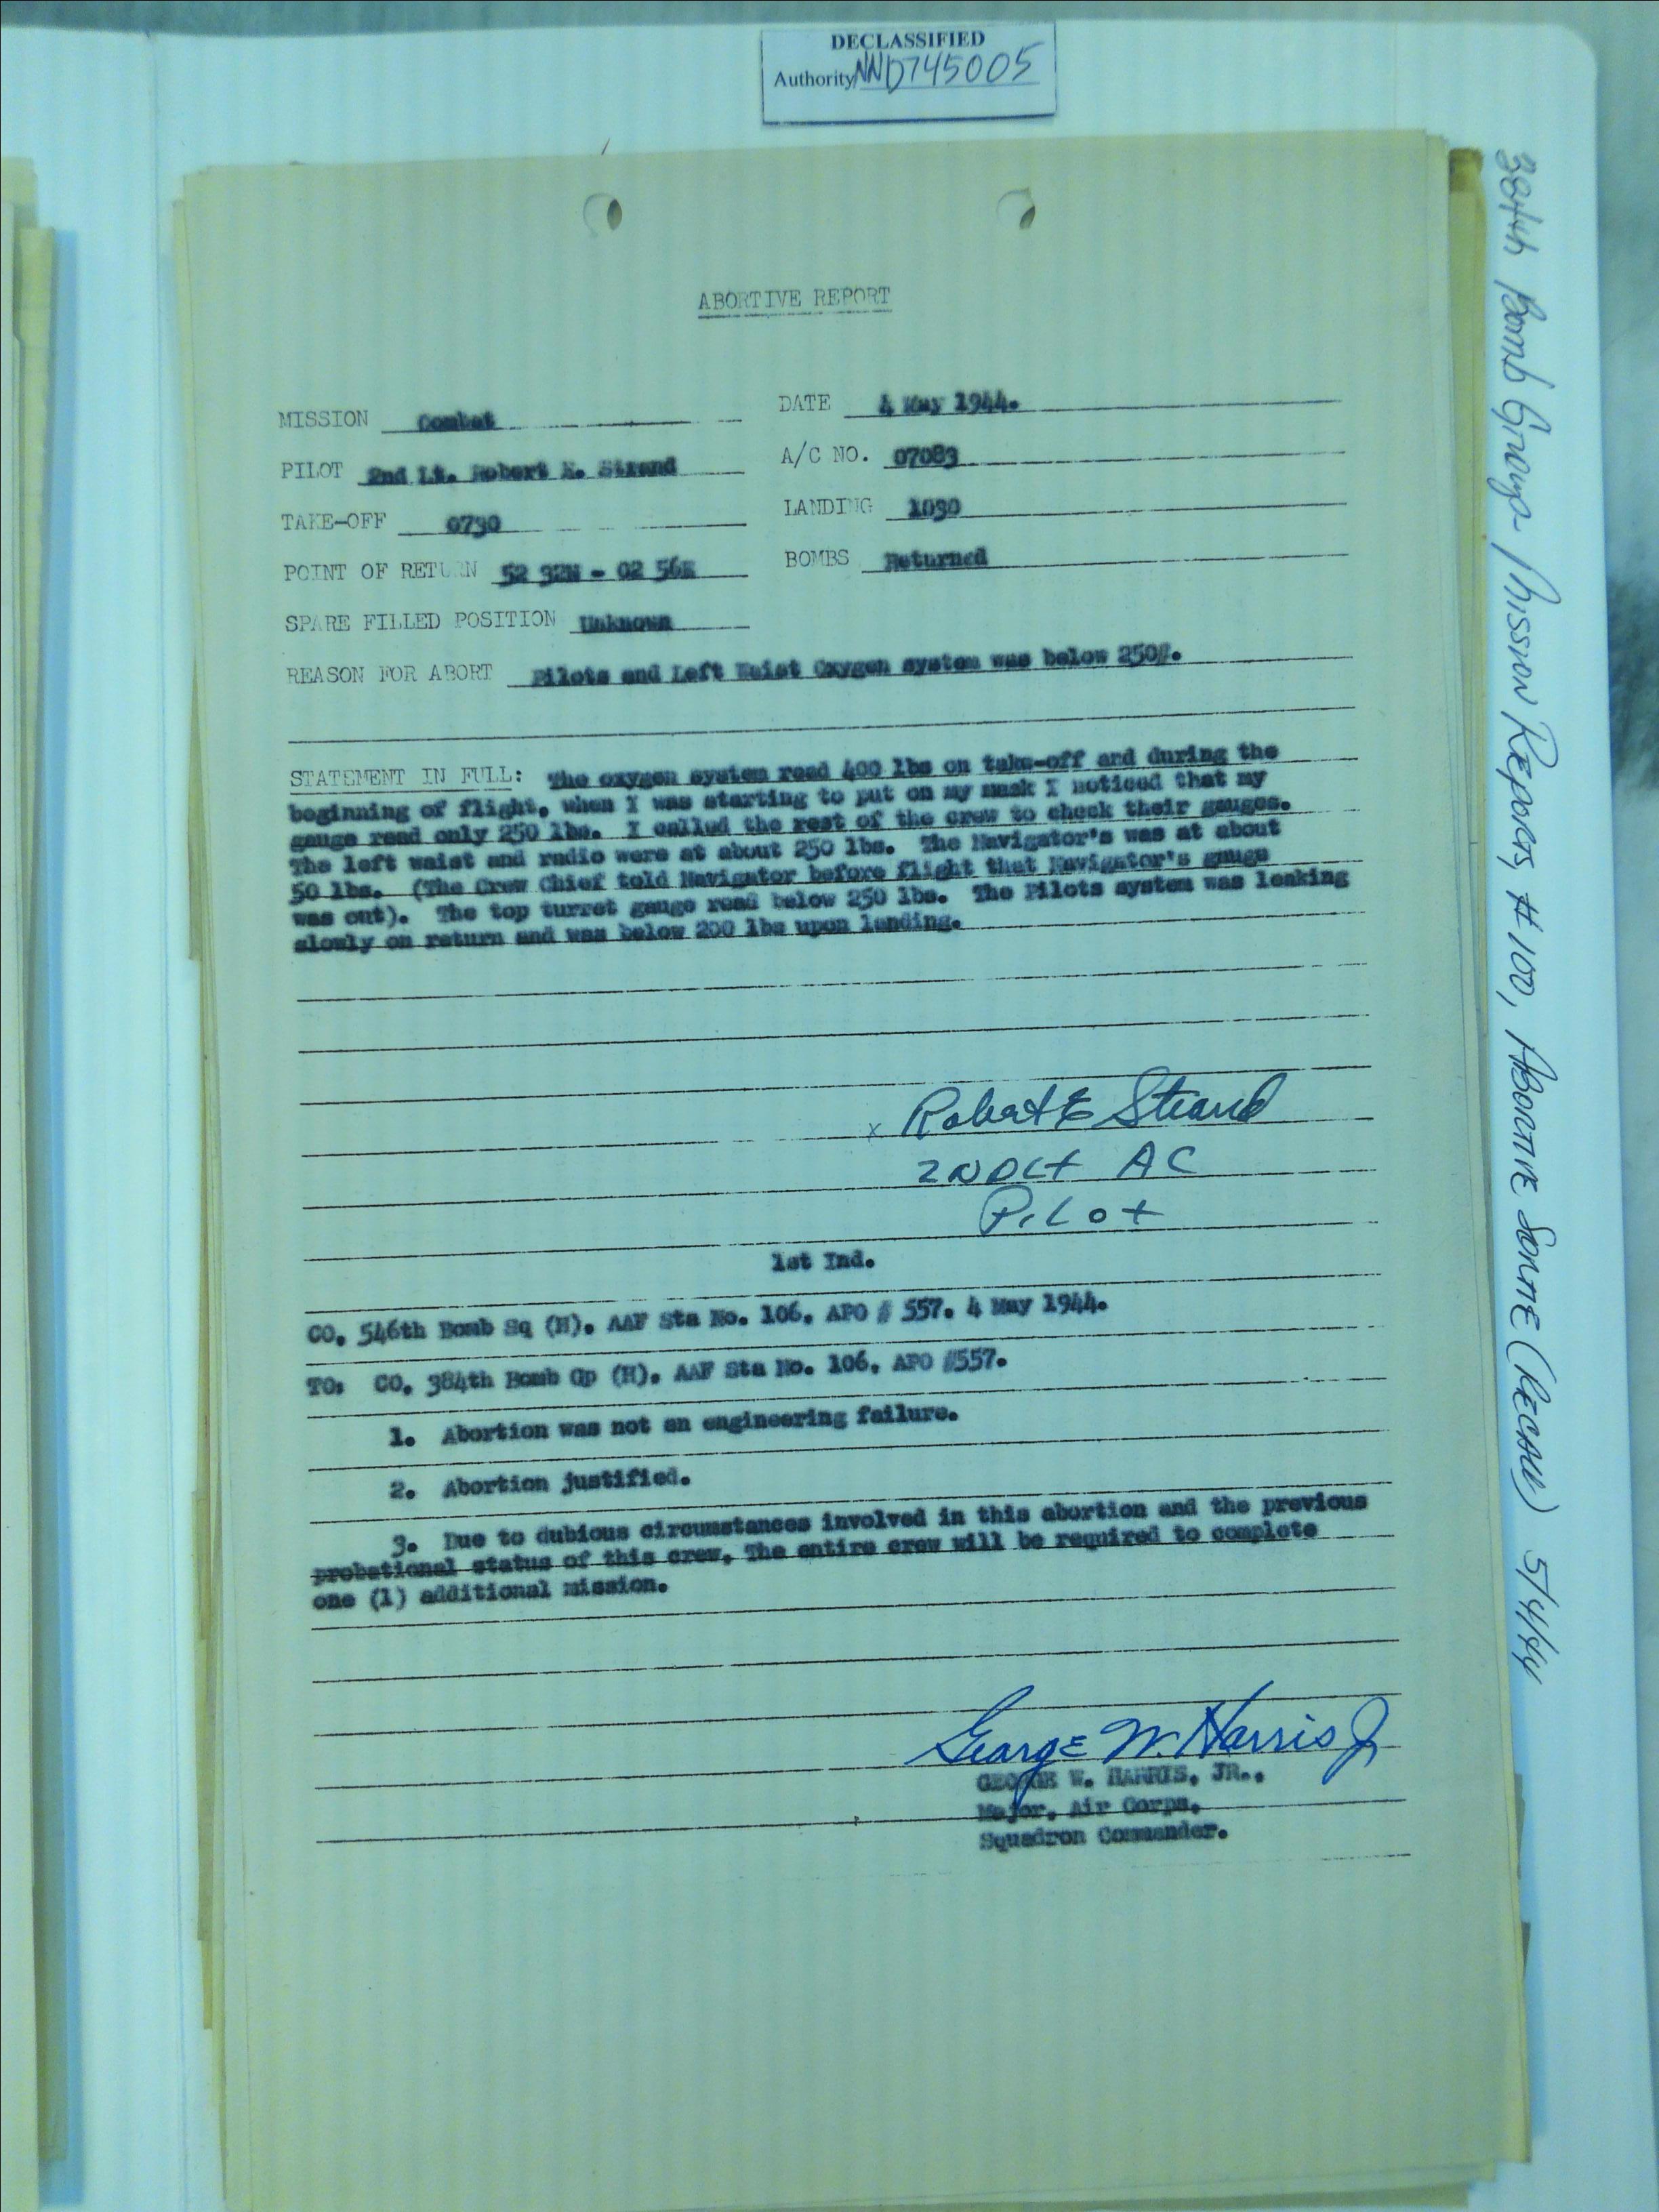 DECLASSIFIED
Authority NND745005
ABORTIVE REPORT
MISSION Combat DATE 4 May 1944.
PILOT 2nd Lt. Robert E. Strand A/C NO. 07083
TAKE-OFF 0730 LANDING 1030
POINT OF RETURN 52 32N - 02 56E BOMBS Returned
SPARE FILLED POSITION Unknown
REASON FOR ABORT Pilots and Left Waist Oxygen system was below 250#.
STATEMENT IN FULL: The oxygen system read 400 lbs on take-off and during the
beginning of flight, when I was starting to put on my mask I noticed that my
gauge read only 250 lbs. I called the rest of the crew to check their gauges.
The left waist and radio were at about 250 lbs. The Navigator's was at about
50 lbs. (The Crew Chief told Navigator before flight that Navigator's gauge
was out). The top turret gauge read below 250 lbs. The Pilots system was leaking
slowly on return and was below 200 lbs upon landing.
x Robert E Strand
2ND Lt AC
Pilot
1st Ind.
CO, 546th Bomb Sq (H), AAF Sta No. 106, APO # 557. 4 May 1944.
TO: CO, 384th Bomb Gp (H), AAF Sta No. 106, APO #557.
1. Abortion was not an engineering failure.
2. Abortion justified.
3. Due to dubious circumstances involved in this abortion and the previous
probational status of this crew, The entire crew will be required to complete
one (1) additional mission.
George W. Harris Jr
GEORGE W. HARRIS, JR.,
Major, Air Corps,
Squadron Commander.
384th Bomb Group - Mission Reports, #100, ABORTIVE SORTIE (RECALL) 5/4/44